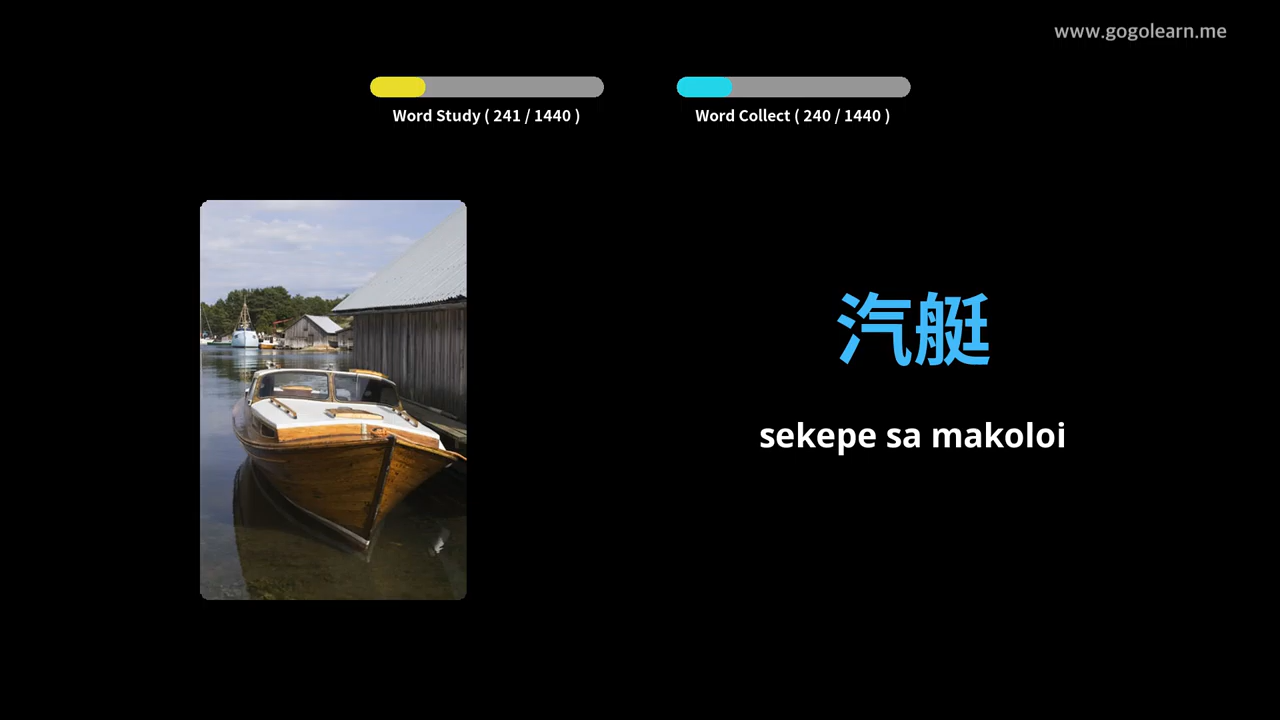 www.gogolearn.me
Word Study ( 241 / 1440 )
Word Collect ( 240 / 1440 )
汽艇
sekepe sa makoloi